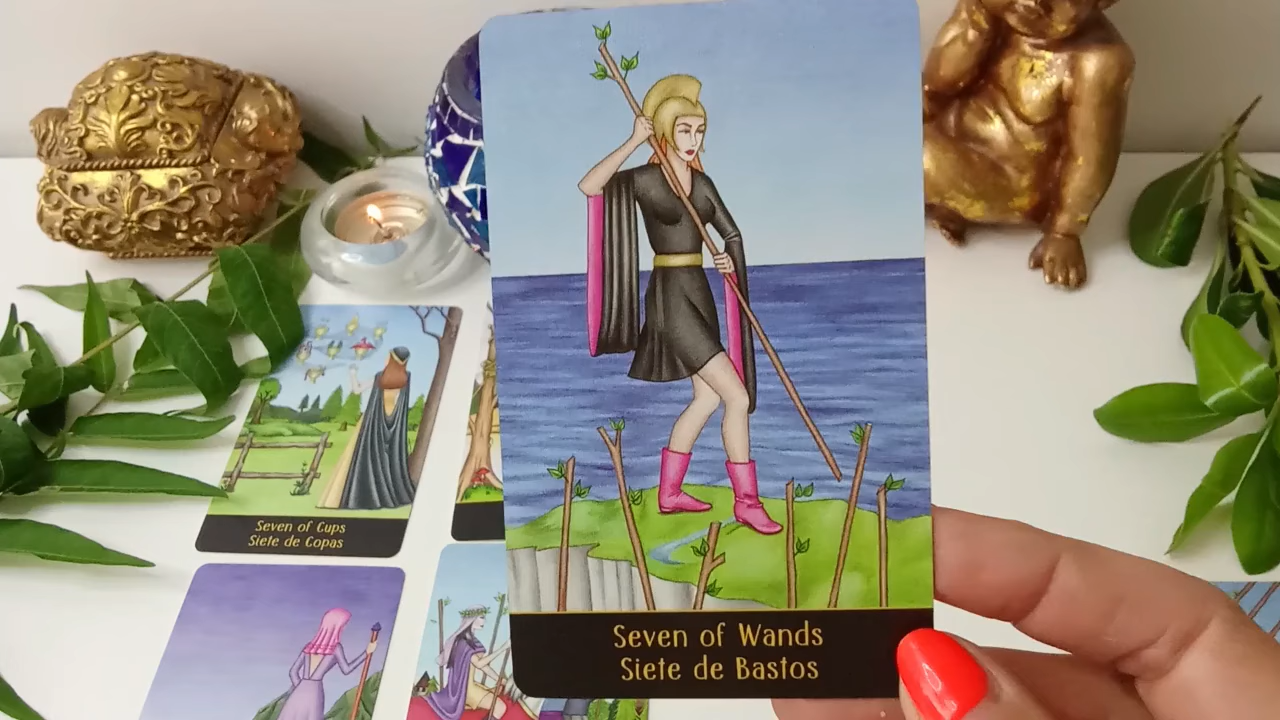 Seven of Wands
Siete de Bastos
Seven of Cups
Siete de Copas